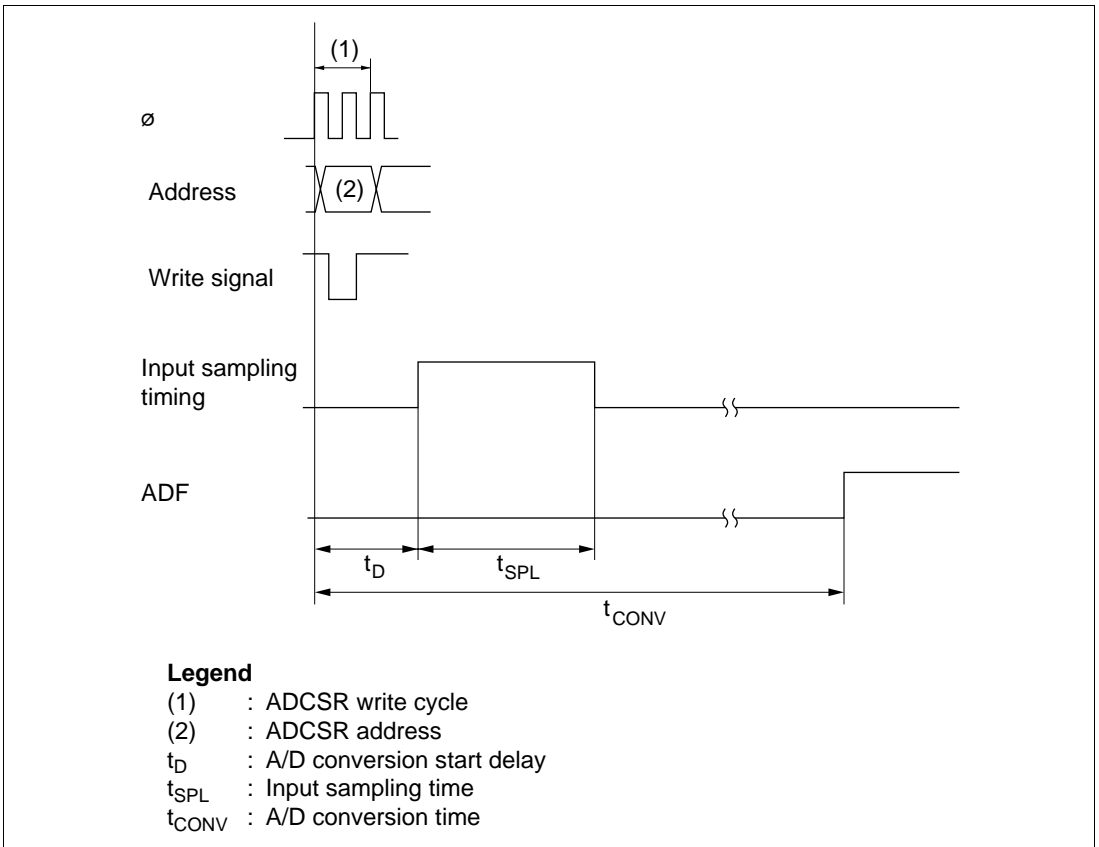 (1)
ø
Address
(2)
Write signal
Input sampling
timing
ADF
tD
tSPL
tCONV
Legend
(1) : ADCSR write cycle
(2) : ADCSR address
tD : A/D conversion start delay
tSPL : Input sampling time
tCONV : A/D conversion time